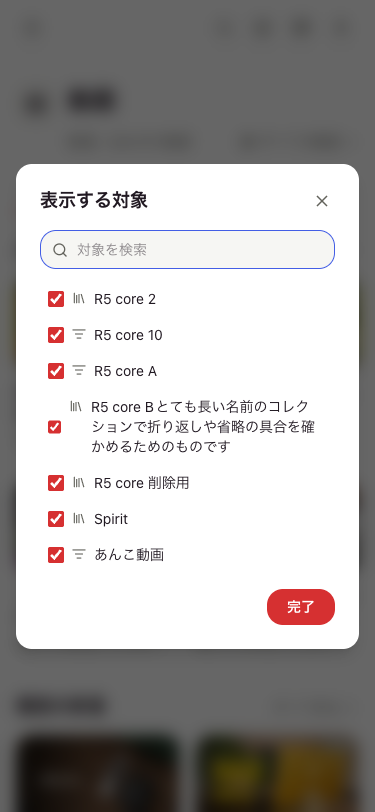 表示する対象
対象を検索
R5 core 2
R5 core 10
R5 core A
R5 core Bとても長い名前のコレク
ションで折り返しや省略の具合を確
かめるためのものです
R5 core 削除用
Spirit
あんこ動画
完了